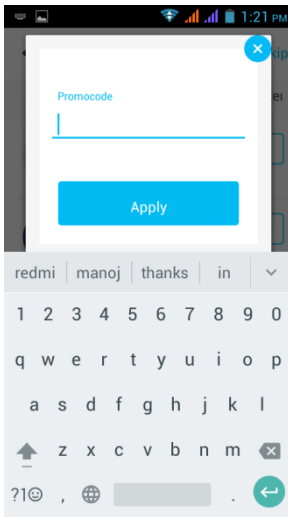 1:21 PM
kip
Promocode
Apply
redmi manoj thanks in
1 2 3 4 5 6 7 8 9 0
q w e r t y u i o p
a s d f g h j k l
z x c v b n m
?1☺ , .